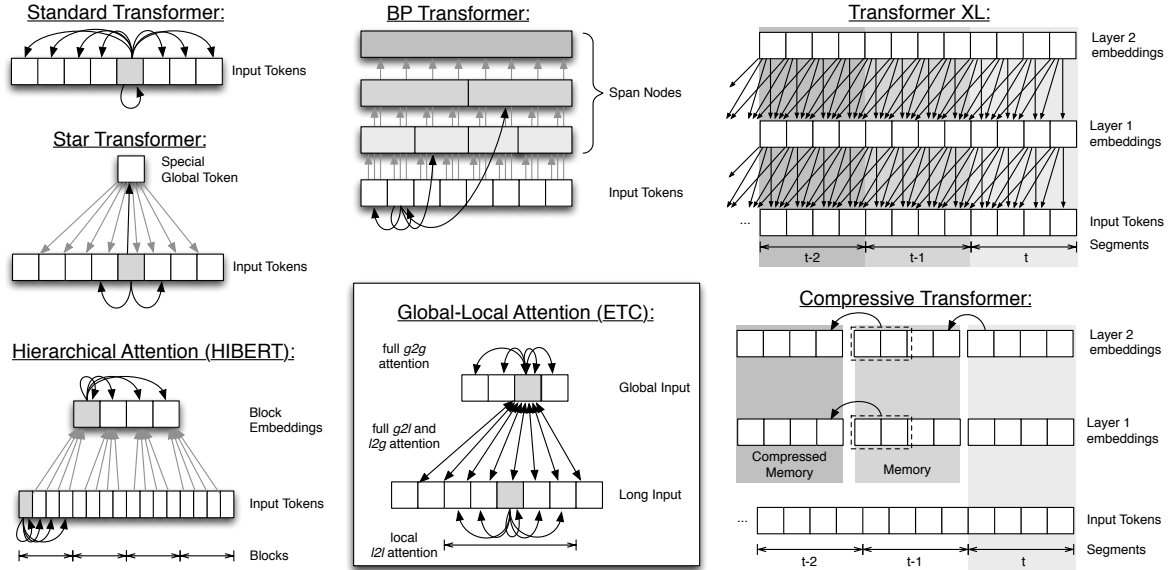 Standard Transformer:
Input Tokens
Star Transformer:
Special
Global Token
Input Tokens
Hierarchical Attention (HIBERT):
Block
Embeddings
Input Tokens
Blocks
BP Transformer:
Span Nodes
Input Tokens
Global-Local Attention (ETC):
full g2g
attention
Global Input
full g2l and
l2g attention
Long Input
local
l2l attention
Transformer XL:
Layer 2
embeddings
Layer 1
embeddings
...
Input Tokens
Segments
t-2
t-1
t
Compressive Transformer:
Layer 2
embeddings
Layer 1
embeddings
Compressed
Memory
Memory
...
Input Tokens
Segments
t-2
t-1
t